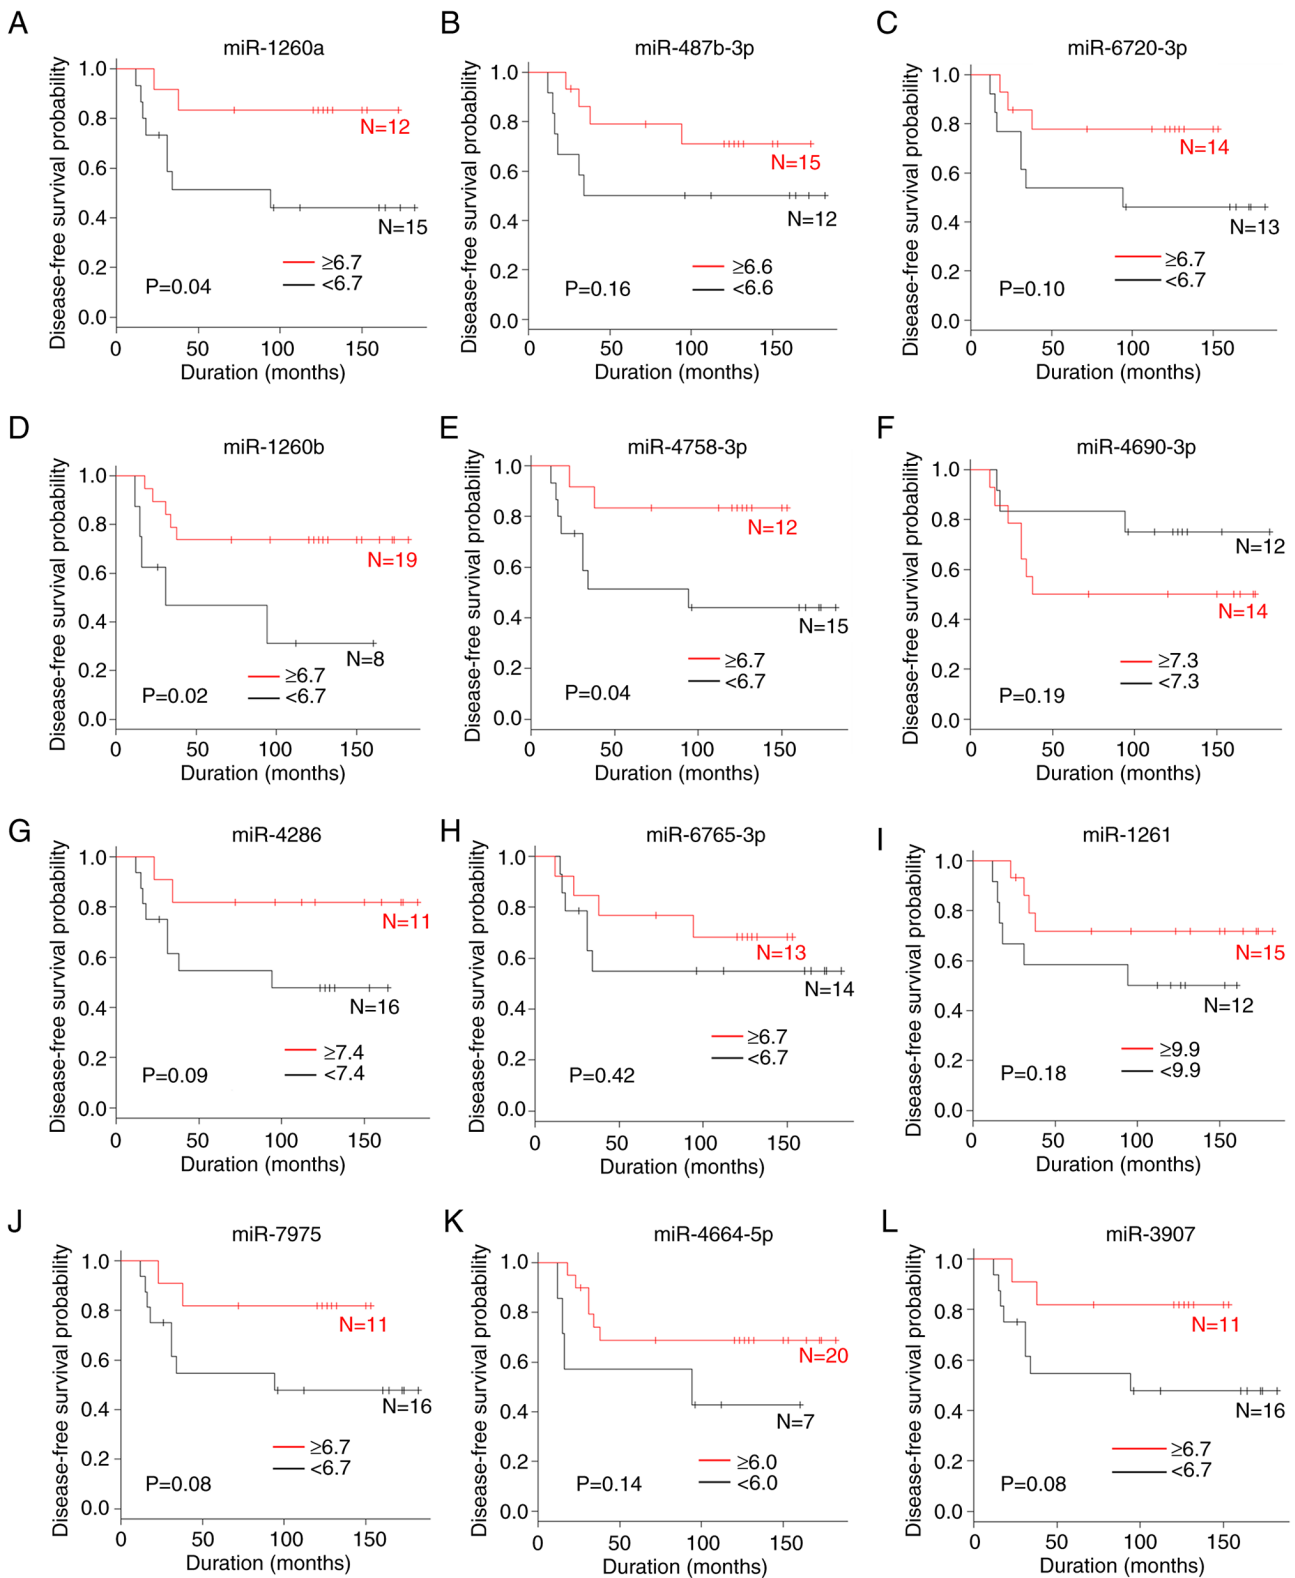 A
miR-1260a
Disease-free survival probability
1.0
0.8
0.6
0.4
0.2
0.0
N=12
N=15
≥6.7
<6.7
P=0.04
0 50 100 150
Duration (months)
B
miR-487b-3p
Disease-free survival probability
1.0
0.8
0.6
0.4
0.2
0.0
N=15
N=12
≥6.6
<6.6
P=0.16
0 50 100 150
Duration (months)
C
miR-6720-3p
Disease-free survival probability
1.0
0.8
0.6
0.4
0.2
0.0
N=14
N=13
≥6.7
<6.7
P=0.10
0 50 100 150
Duration (months)
D
miR-1260b
Disease-free survival probability
1.0
0.8
0.6
0.4
0.2
0.0
N=19
N=8
≥6.7
<6.7
P=0.02
0 50 100 150
Duration (months)
E
miR-4758-3p
Disease-free survival probability
1.0
0.8
0.6
0.4
0.2
0.0
N=12
N=15
≥6.7
<6.7
P=0.04
0 50 100 150
Duration (months)
F
miR-4690-3p
Disease-free survival probability
1.0
0.8
0.6
0.4
0.2
0.0
N=12
N=14
≥7.3
<7.3
P=0.19
0 50 100 150
Duration (months)
G
miR-4286
Disease-free survival probability
1.0
0.8
0.6
0.4
0.2
0.0
N=11
N=16
≥7.4
<7.4
P=0.09
0 50 100 150
Duration (months)
H
miR-6765-3p
Disease-free survival probability
1.0
0.8
0.6
0.4
0.2
0.0
N=13
N=14
≥6.7
<6.7
P=0.42
0 50 100 150
Duration (months)
I
miR-1261
Disease-free survival probability
1.0
0.8
0.6
0.4
0.2
0.0
N=15
N=12
≥9.9
<9.9
P=0.18
0 50 100 150
Duration (months)
J
miR-7975
Disease-free survival probability
1.0
0.8
0.6
0.4
0.2
0.0
N=11
N=16
≥6.7
<6.7
P=0.08
0 50 100 150
Duration (months)
K
miR-4664-5p
Disease-free survival probability
1.0
0.8
0.6
0.4
0.2
0.0
N=20
N=7
≥6.0
<6.0
P=0.14
0 50 100 150
Duration (months)
L
miR-3907
Disease-free survival probability
1.0
0.8
0.6
0.4
0.2
0.0
N=11
N=16
≥6.7
<6.7
P=0.08
0 50 100 150
Duration (months)